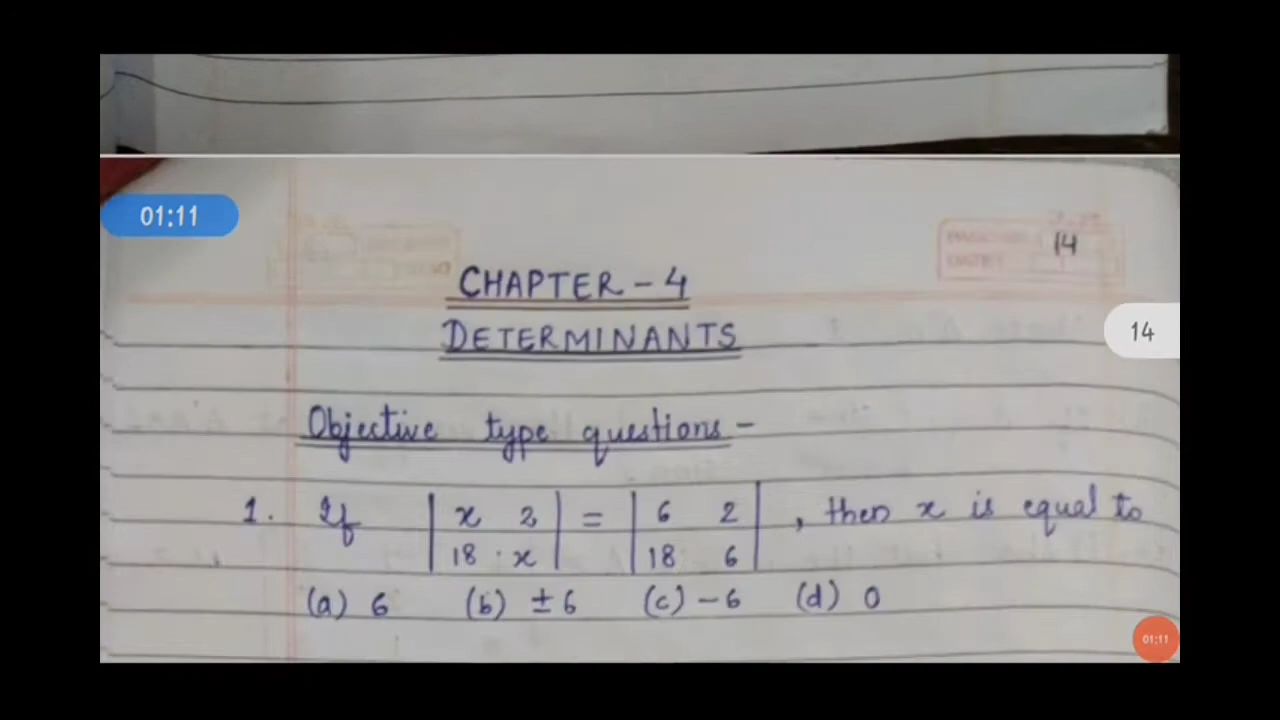 01:11
14
CHAPTER - 4
14
DETERMINANTS
Objective type questions -
1. If | x 2 | = | 6 2 | , then x is equal to
| 18 x | | 18 6 |
(a) 6 (b) ± 6 (c) - 6 (d) 0
01:11